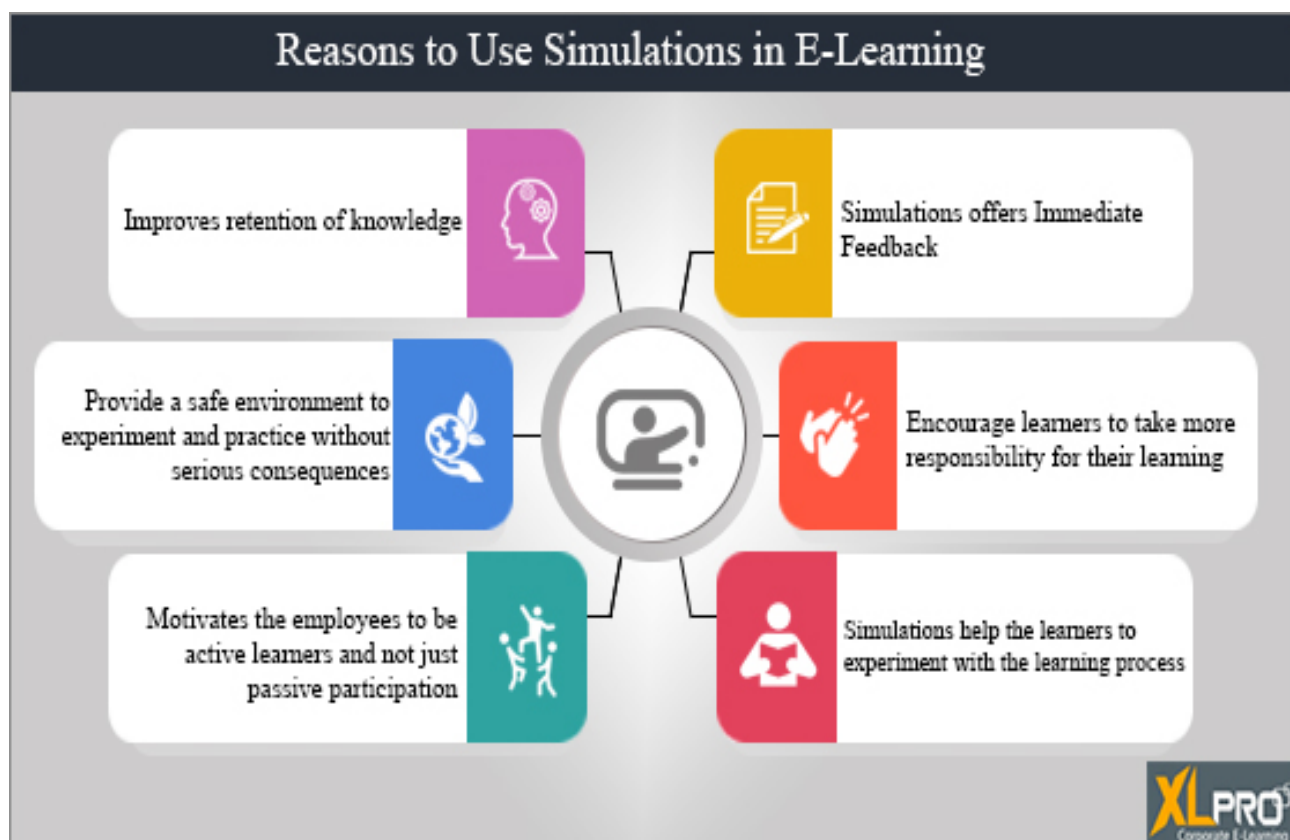 Reasons to Use Simulations in E-Learning
Improves retention of knowledge
Simulations offers Immediate
Feedback
Provide a safe environment to
experiment and practice without
serious consequences
Encourage learners to take more
responsibility for their learning
Motivates the employees to be
active learners and not just
passive participation
Simulations help the learners to
experiment with the learning process
XLPRO
Corporate E-Learning